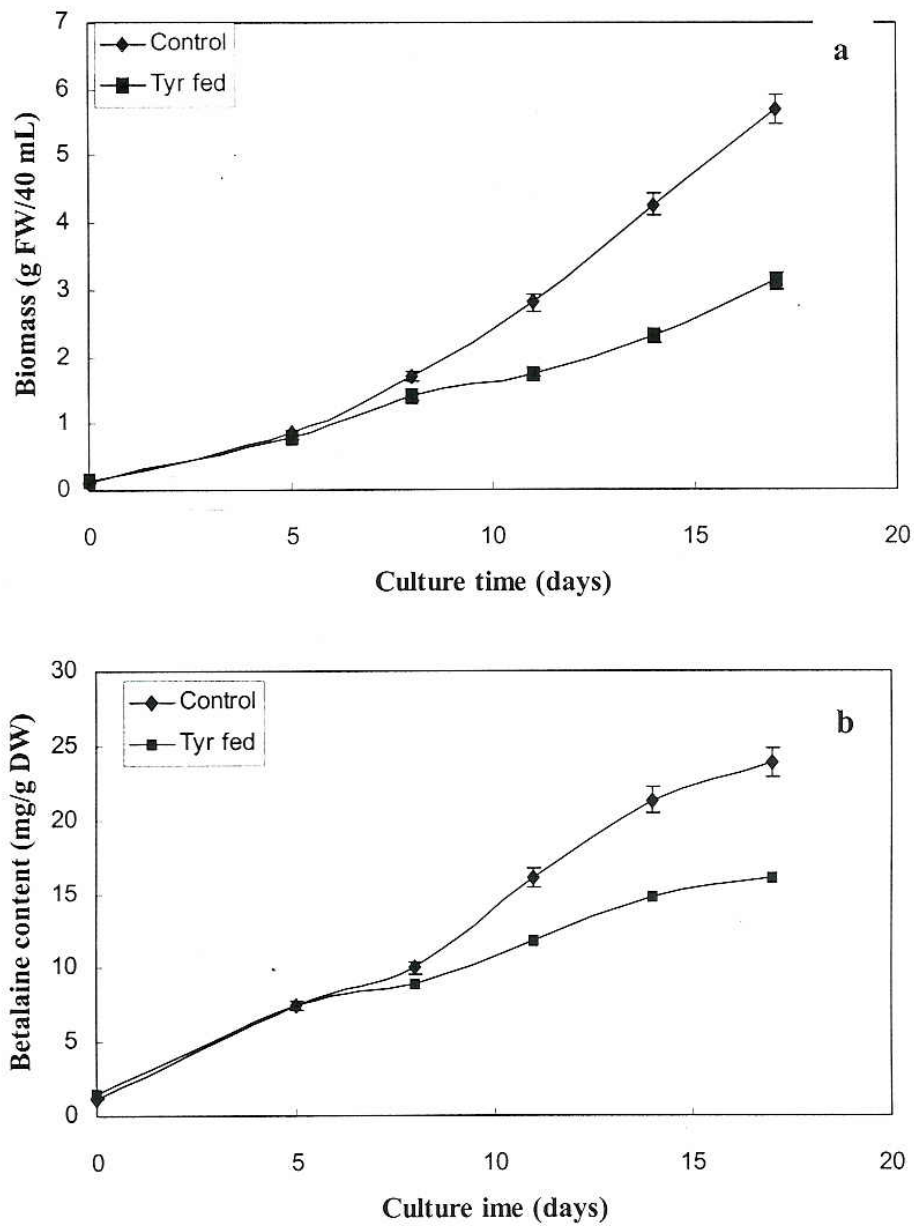 7
6
5
4
3
2
1
0
Control
Tyr fed
a
Biomass (g FW/40 mL)
0 5 10 15 20
Culture time (days)
30
25
20
15
10
5
0
Control
Tyr fed
b
Betalaine content (mg/g DW)
0 5 10 15 20
Culture ime (days)